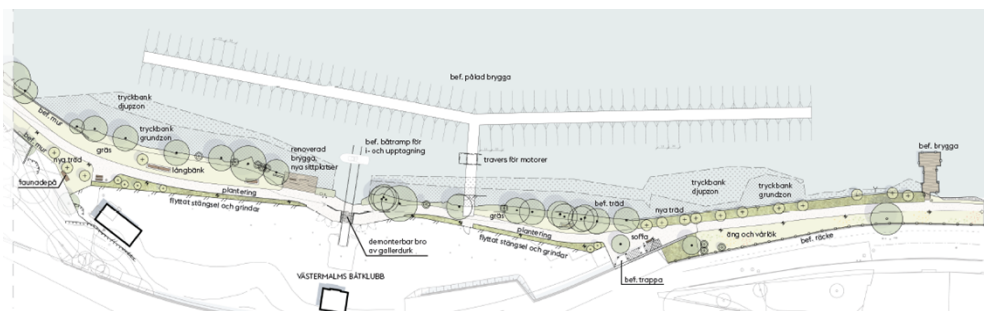 bef. pålad brygga
tryckbank
djupzon
bef. mur
tryckbank
grundzon
gräs
bef. mur
nya träd
långbänk
faunadepå
renoverad
brygga,
nya sittplatser
bef. båtramp för
i- och upptagning
travers för motorer
bef. brygga
tryckbank
djupzon
tryckbank
grundzon
plantering
flyttat stängsel och grindar
gräs
bef. träd
nya träd
plantering
flyttat stängsel och grindar
soffa
äng och vårlök
bef. räcke
demonterbar bro
av gallerdurk
VÄSTERMALMS BÅTKLUBB
bef. trappa